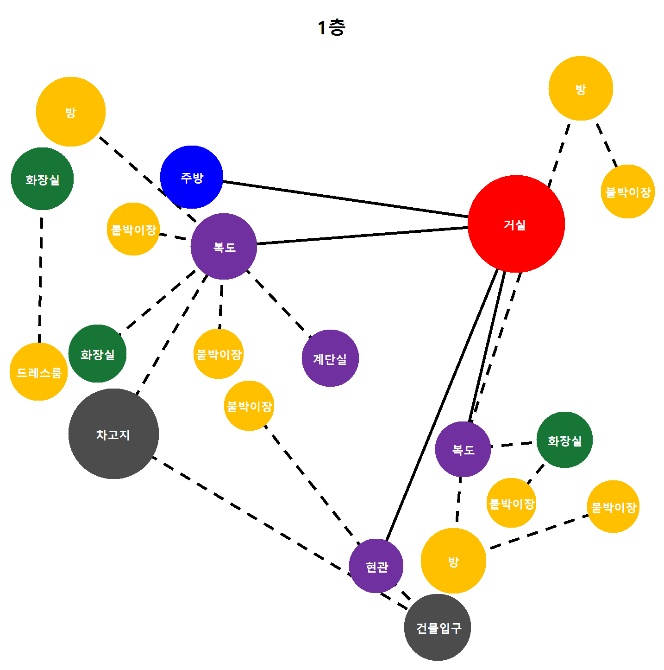 1층
방
방
화장실
주방
붙박이장
거실
붙박이장
복도
화장실
붙박이장
계단실
드레스룸
붙박이장
차고지
복도
화장실
붙박이장
붙박이장
현관
방
건물입구